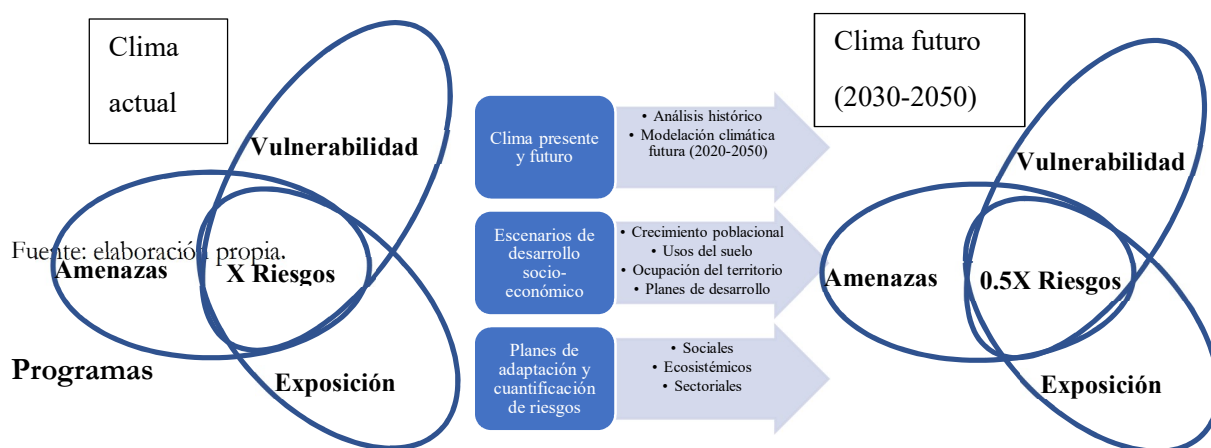 Clima
actual
Vulnerabilidad
Fuente: elaboración propia.
Amenazas
X Riesgos
Programas
Exposición
Clima presente
y futuro
• Análisis histórico
• Modelación climática
futura (2020-2050)
Escenarios de
desarrollo
socio-
económico
• Crecimiento poblacional
• Usos del suelo
• Ocupación del territorio
• Planes de desarrollo
Planes de
adaptación y
cuantificación
de riesgos
• Sociales
• Ecosistémicos
• Sectoriales
Clima futuro
(2030-2050)
Vulnerabilidad
Amenazas
0.5X Riesgos
Exposición